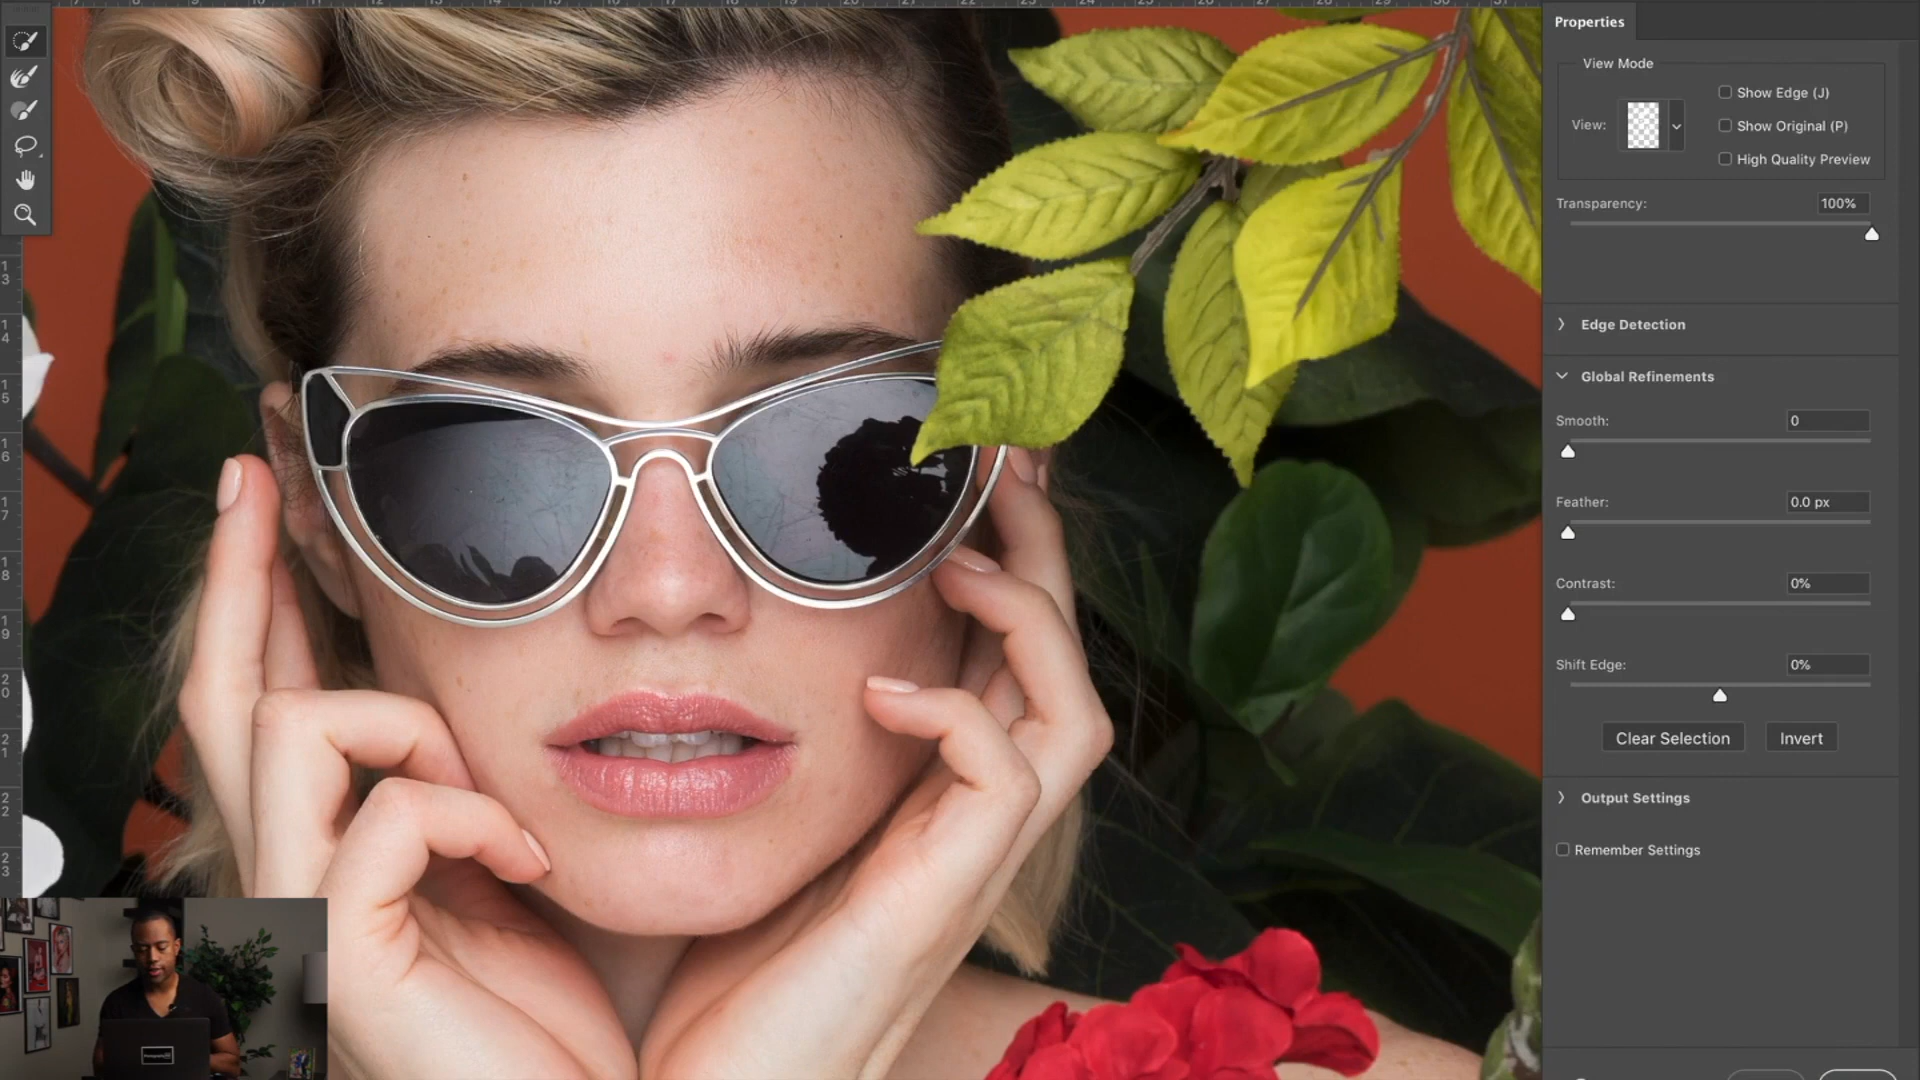 Properties
View Mode
View:
Show Edge (J)
Show Original (P)
High Quality Preview
Transparency:
100%
Edge Detection
Global Refinements
Smooth:
0
Feather:
0.0 px
Contrast:
0%
Shift Edge:
0%
Clear Selection
Invert
Output Settings
Remember Settings